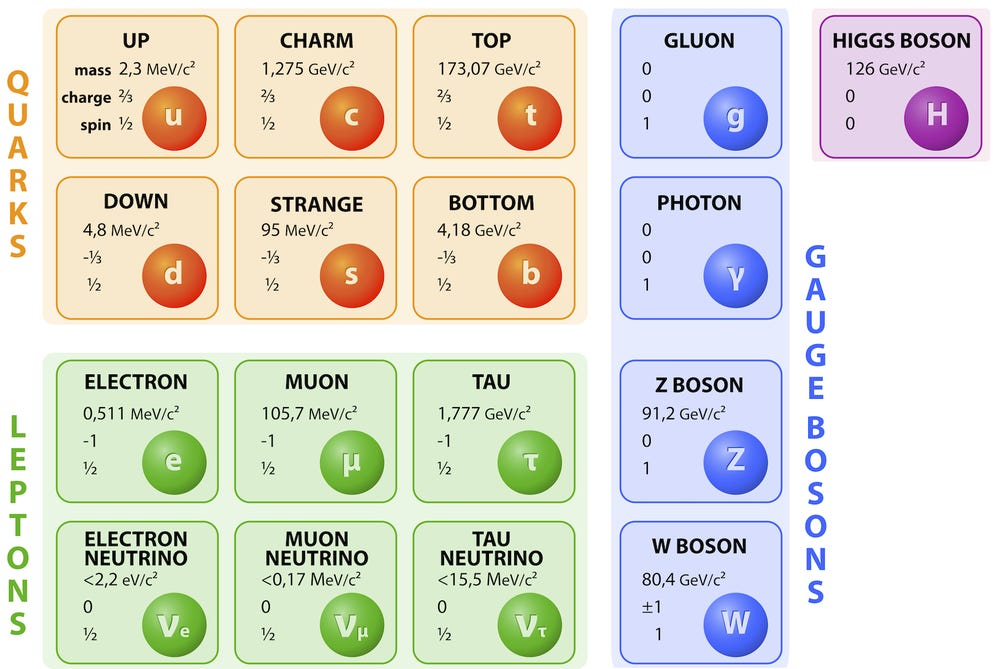 QUARKS
UP
mass 2,3 MeV/c²
charge ⅔
spin ½
u
CHARM
1,275 GeV/c²
⅔
½
c
TOP
173,07 GeV/c²
⅔
½
t
DOWN
4,8 MeV/c²
-⅓
½
d
STRANGE
95 MeV/c²
-⅓
½
s
BOTTOM
4,18 GeV/c²
-⅓
½
b
LEPTONS
ELECTRON
0,511 MeV/c²
-1
½
e
MUON
105,7 MeV/c²
-1
½
μ
TAU
1,777 GeV/c²
-1
½
τ
ELECTRON
NEUTRINO
<2,2 eV/c²
0
½
νe
MUON
NEUTRINO
<0,17 MeV/c²
0
½
νμ
TAU
NEUTRINO
<15,5 MeV/c²
0
½
ντ
GAUGE BOSONS
GLUON
0
0
1
g
PHOTON
0
0
1
γ
Z BOSON
91,2 GeV/c²
0
1
Z
W BOSON
80,4 GeV/c²
±1
1
W
HIGGS BOSON
126 GeV/c²
0
0
H